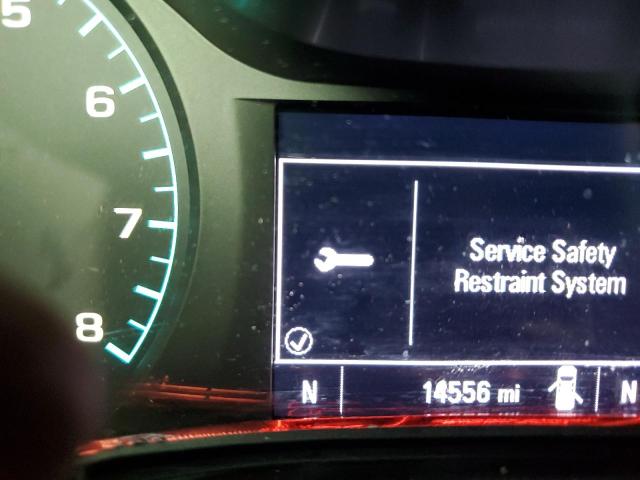 5
6
7
8
Service Safety
Restraint System
N 14556 mi N